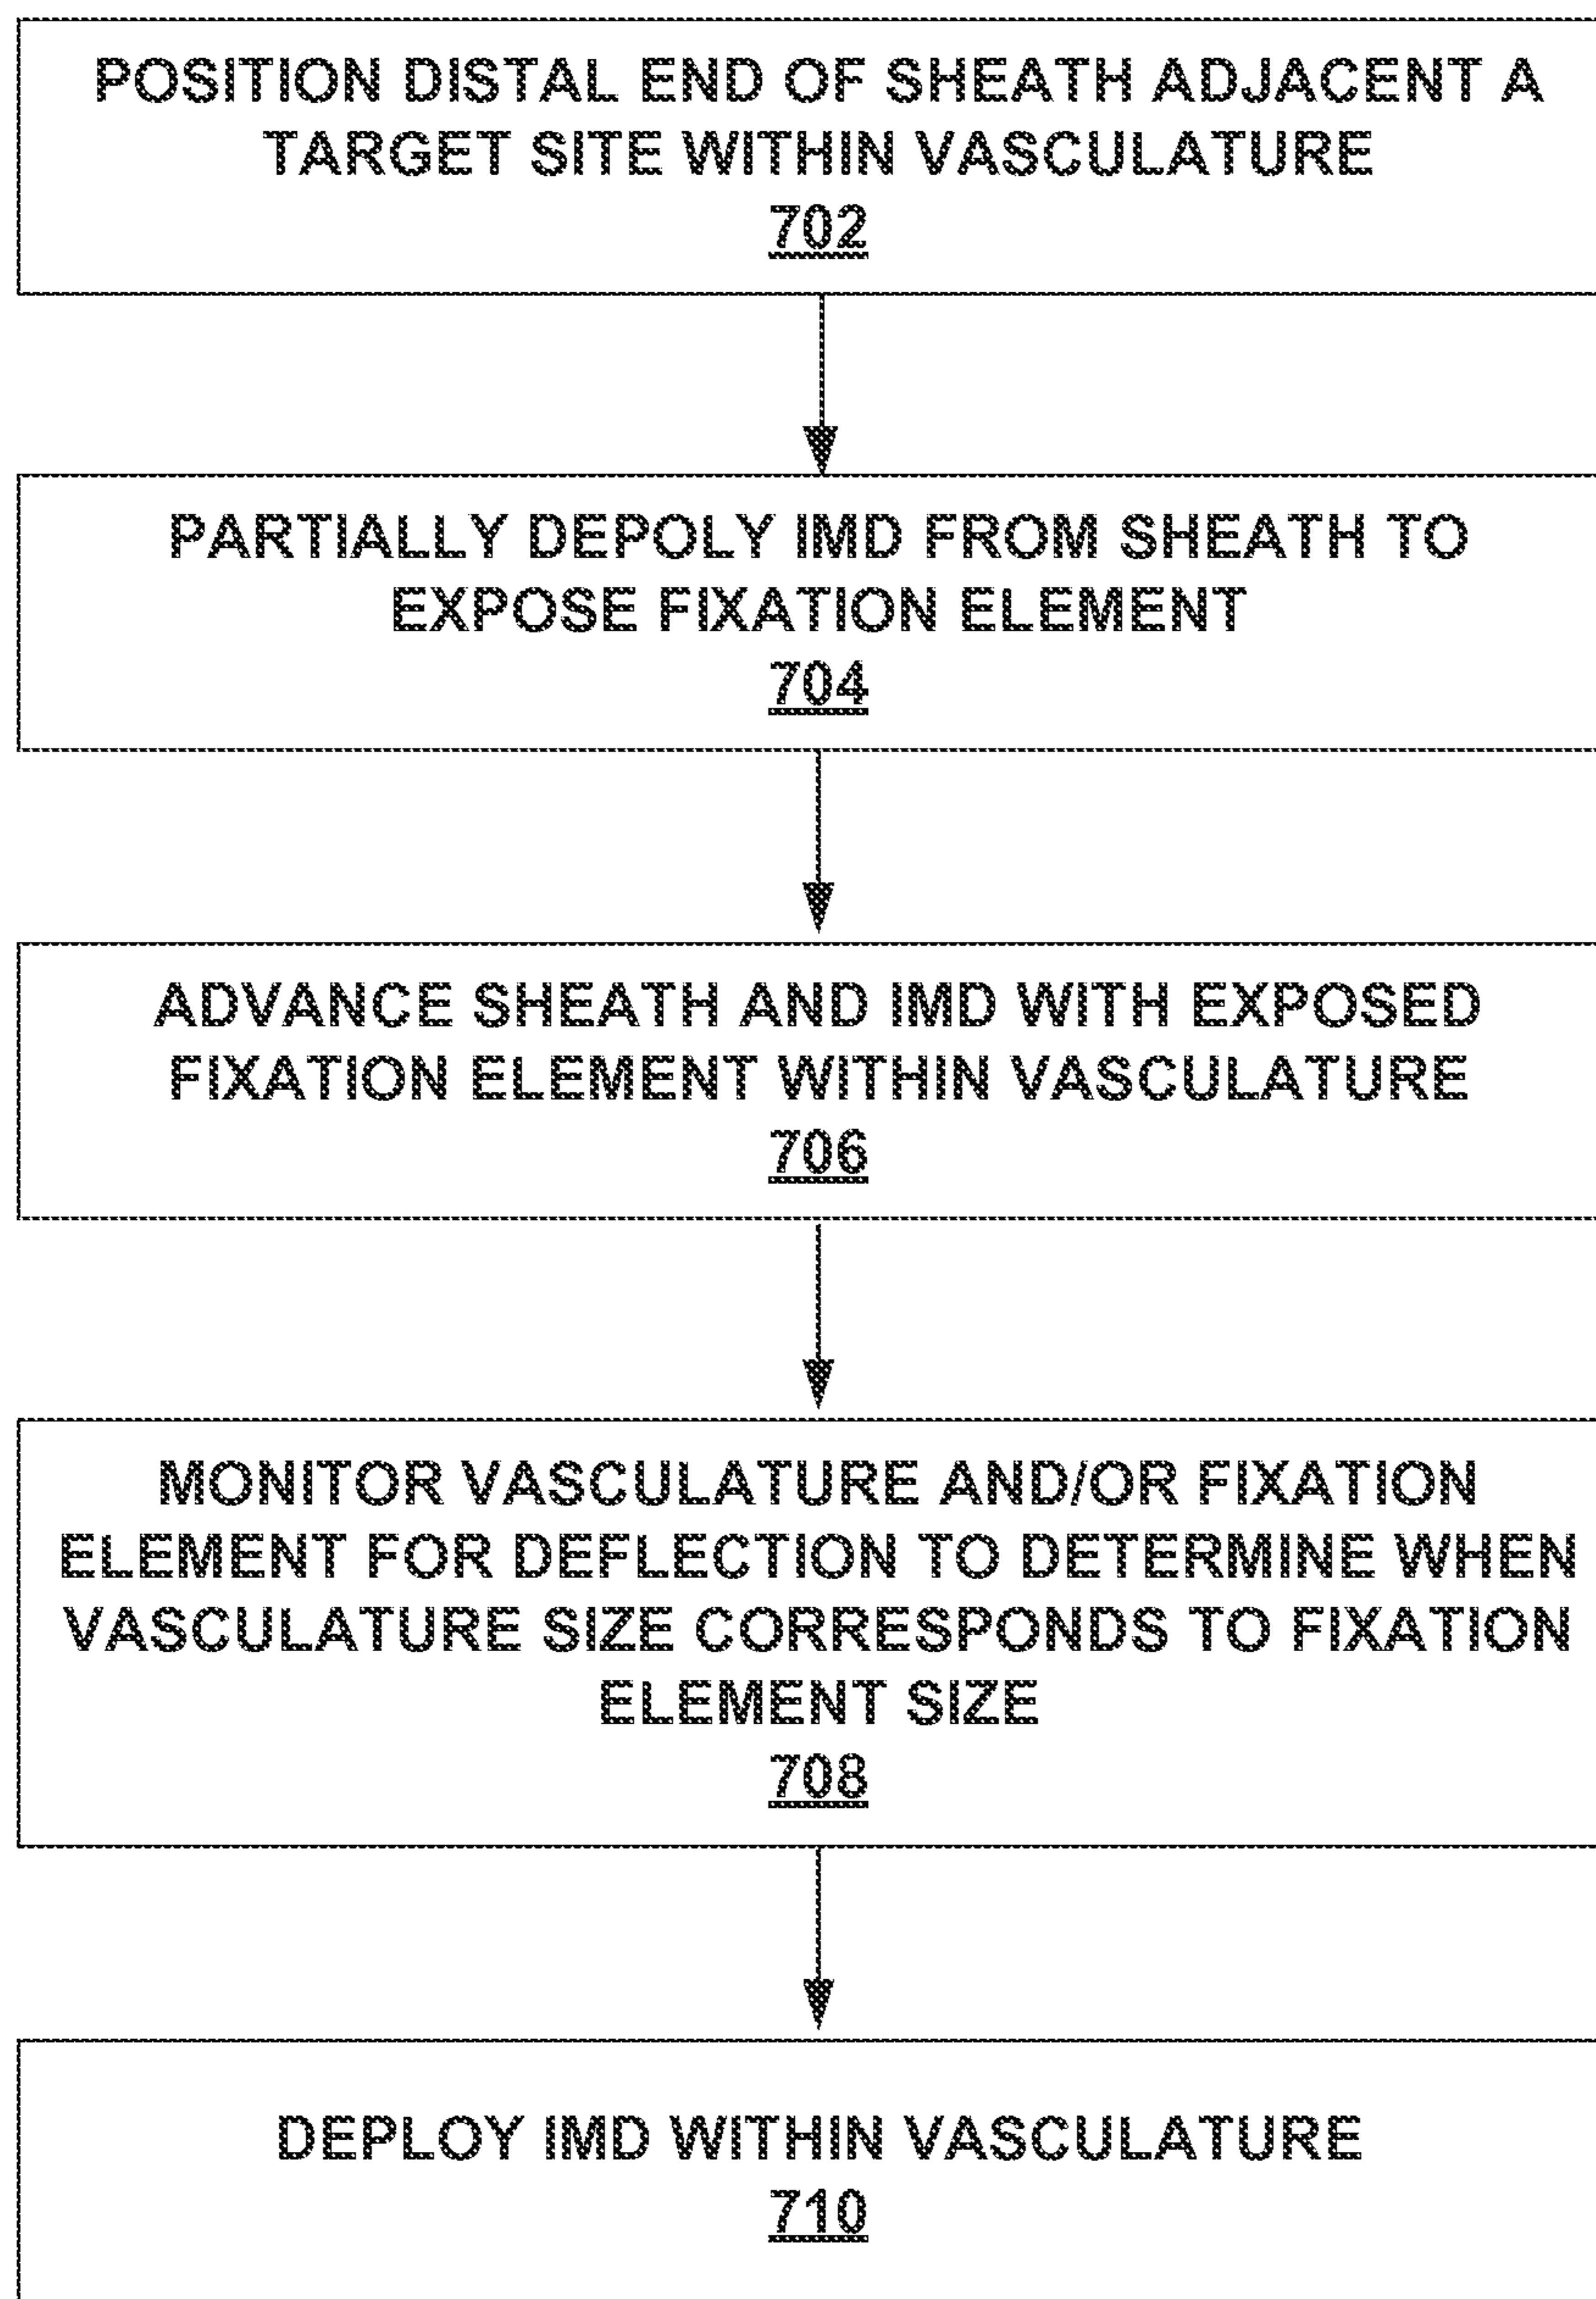 POSITION DISTAL END OF SHEATH ADJACENT A
TARGET SITE WITHIN VASCULATURE
702
PARTIALLY DEPOLY IMD FROM SHEATH TO
EXPOSE FIXATION ELEMENT
704
ADVANCE SHEATH AND IMD WITH EXPOSED
FIXATION ELEMENT WITHIN VASCULATURE
706
MONITOR VASCULATURE AND/OR FIXATION
ELEMENT FOR DEFLECTION TO DETERMINE WHEN
VASCULATURE SIZE CORRESPONDS TO FIXATION
ELEMENT SIZE
708
DEPLOY IMD WITHIN VASCULATURE
710